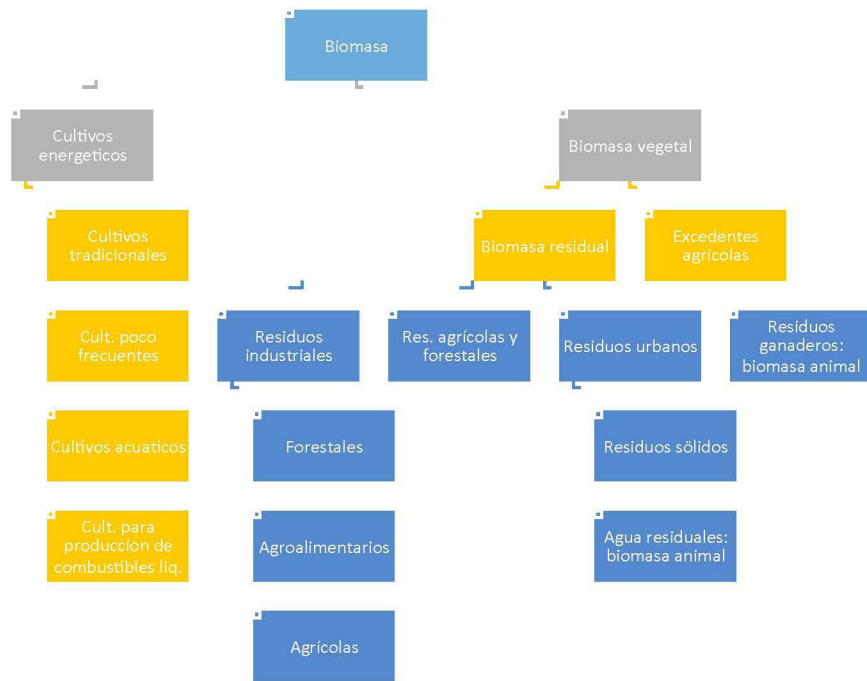 Biomasa
Cultivos
energeticos
Biomasa vegetal
Cultivos
tradicionales
Biomasa residual
Excedentes
agricolas
Cult. poco
frecuentes
Residuos
industriales
Res. agrícolas y
forestales
Residuos urbanos
Residuos
ganaderos:
biomasa animal
Cultivos acuaticos
Forestales
Residuos sölidos
Cult. para
produccion de
combustibles liq.
Agroalimentarios
Agua residuales:
biomasa animal
Agrícolas